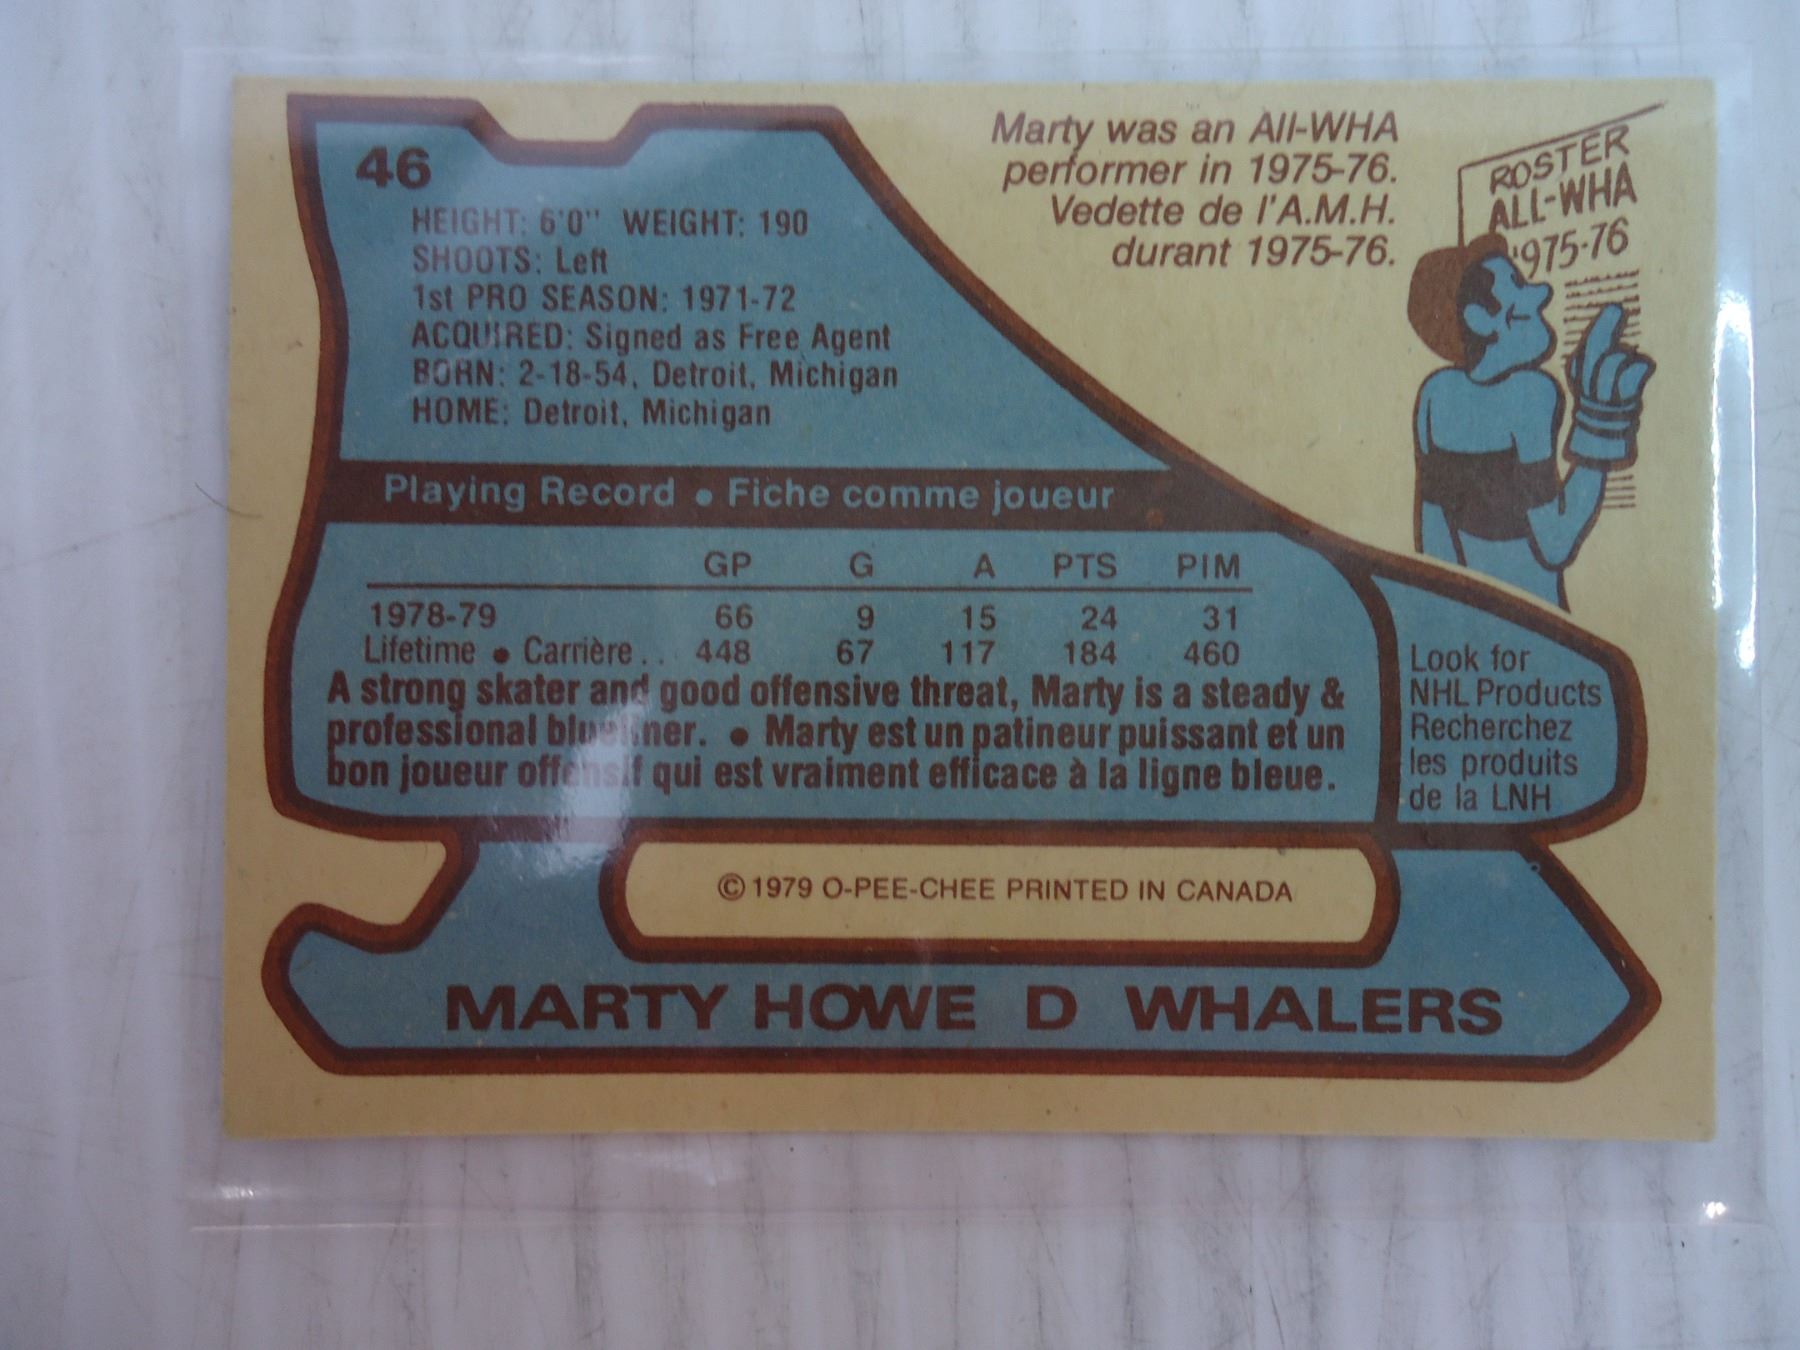 46
HEIGHT: 6'0" WEIGHT: 190
SHOOTS: Left
1st PRO SEASON: 1971-72
ACQUIRED: Signed as Free Agent
BORN: 2-18-54, Detroit, Michigan
HOME: Detroit, Michigan
Marty was an All-WHA
performer in 1975-76.
Vedette de l'A.M.H.
durant 1975-76.
ROSTER
ALL-WHA
1975-76
Playing Record • Fiche comme joueur
GP G A PTS PIM
1978-79 66 9 15 24 31
Lifetime • Carrière .. 448 67 117 184 460
A strong skater and good offensive threat, Marty is a steady &
professional blueliner. • Marty est un patineur puissant et un
bon joueur offensif qui est vraiment efficace à la ligne bleue.
Look for
NHL Products
Recherchez
les produits
de la LNH
© 1979 O-PEE-CHEE PRINTED IN CANADA
MARTY HOWE D WHALERS